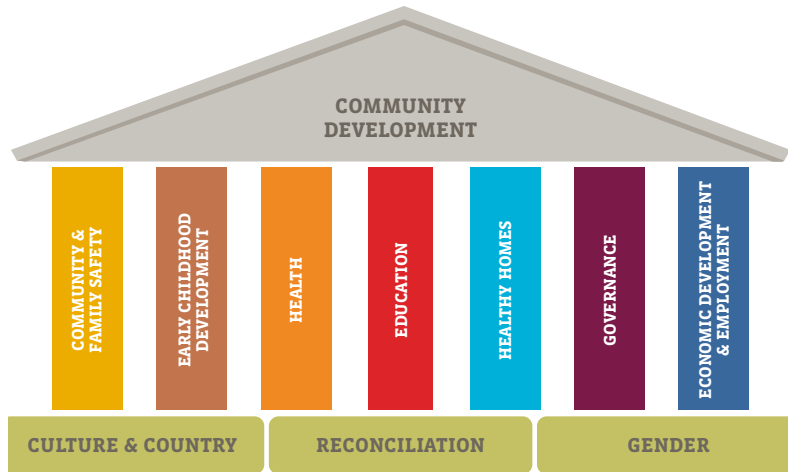 COMMUNITY
DEVELOPMENT
COMMUNITY &
FAMILY SAFETY
EARLY CHILDHOOD
DEVELOPMENT
HEALTH
EDUCATION
HEALTHY HOMES
GOVERNANCE
ECONOMIC DEVELOPMENT
& EMPLOYMENT
CULTURE & COUNTRY
RECONCILIATION
GENDER